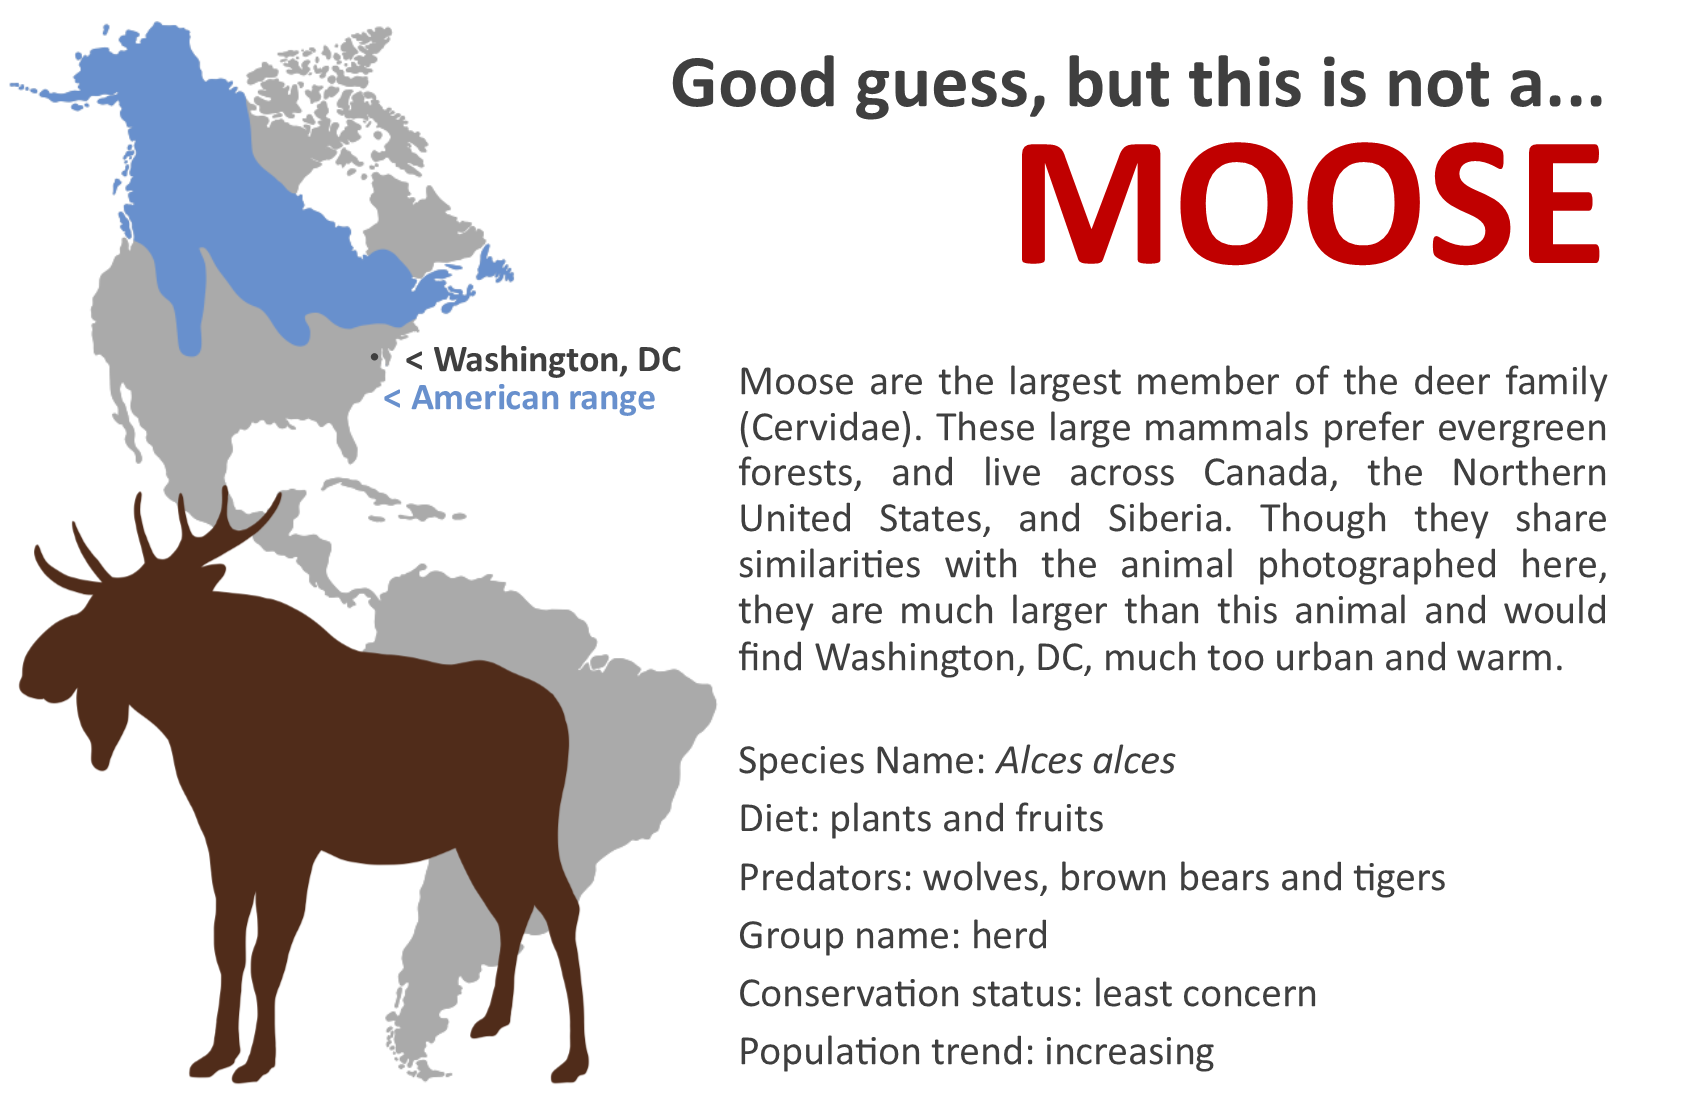 Good guess, but this is not a...
MOOSE
< Washington, DC
< American range
Moose are the largest member of the deer family
(Cervidae). These large mammals prefer evergreen
forests, and live across Canada, the Northern
United States, and Siberia. Though they share
similarities with the animal photographed here,
they are much larger than this animal and would
find Washington, DC, much too urban and warm.
Species Name: Alces alces
Diet: plants and fruits
Predators: wolves, brown bears and tigers
Group name: herd
Conservation status: least concern
Population trend: increasing